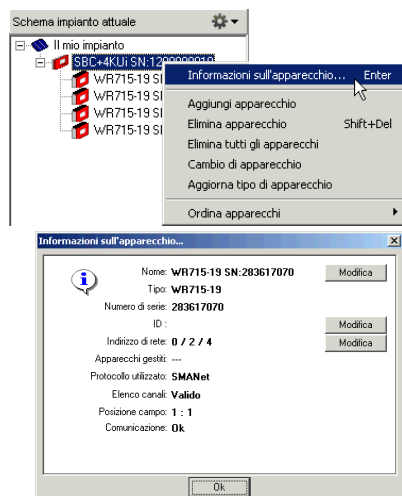 Schema impianto attuale
Il mio impianto
SBC+4KUi SN:1200000010
WR715-19 SI
WR715-19 SI
WR715-19 SI
WR715-19 SI
Informazioni sull'apparecchio... Enter
Aggiungi apparecchio
Elimina apparecchio Shift+Del
Elimina tutti gli apparecchi
Cambio di apparecchio
Aggiorna tipo di apparecchio
Ordina apparecchi
Informazioni sull'apparecchio...
Nome: WR715-19 SN:283617070 Modifica
Tipo: WR715-19
Numero di serie: 283617070
ID : Modifica
Indirizzo di rete: 0 / 2 / 4 Modifica
Apparecchi gestiti: ---
Protocollo utilizzato: SMANet
Elenco canali: Valido
Posizione campo: 1 : 1
Comunicazione: Ok
Ok